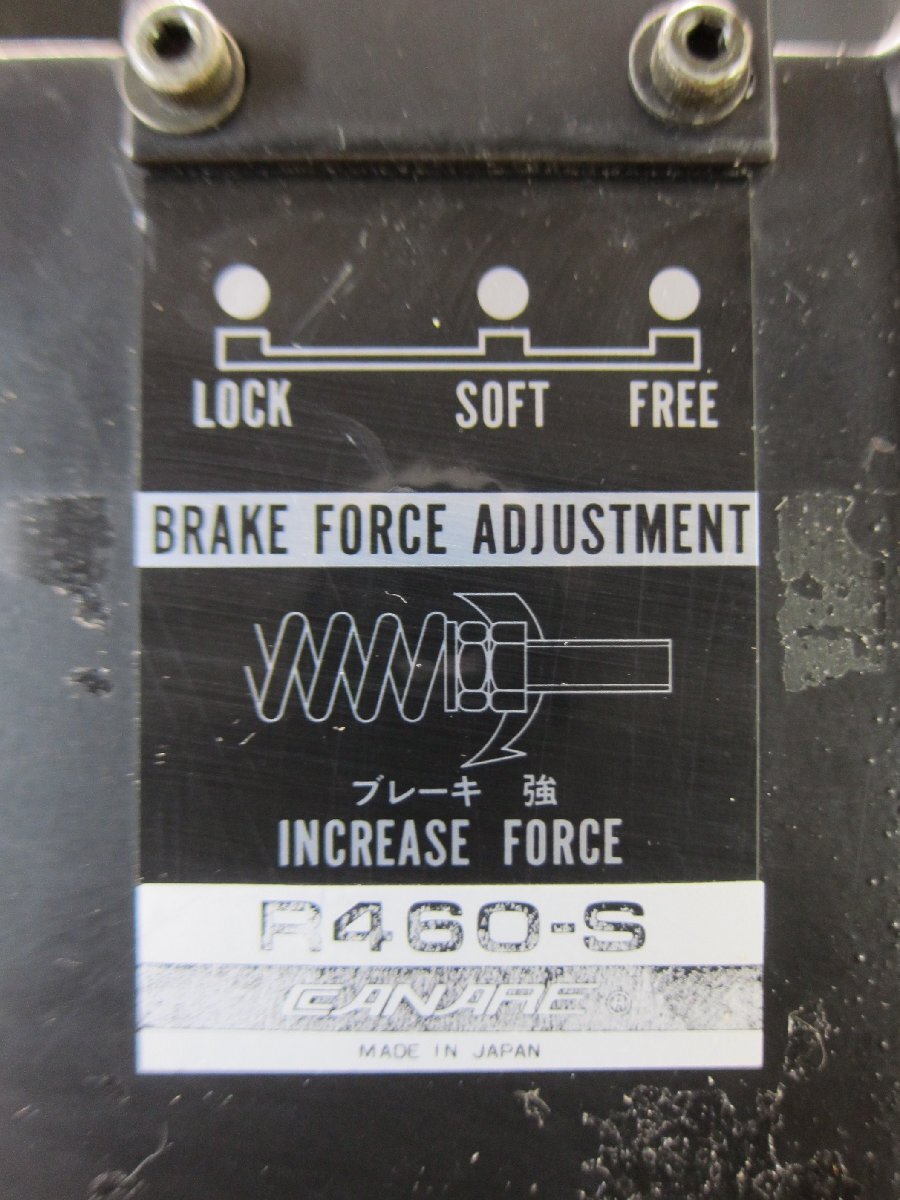 LOCK SOFT FREE
BRAKE FORCE ADJUSTMENT
ブレーキ 強
INCREASE FORCE
R460-S
CANARE®
MADE IN JAPAN